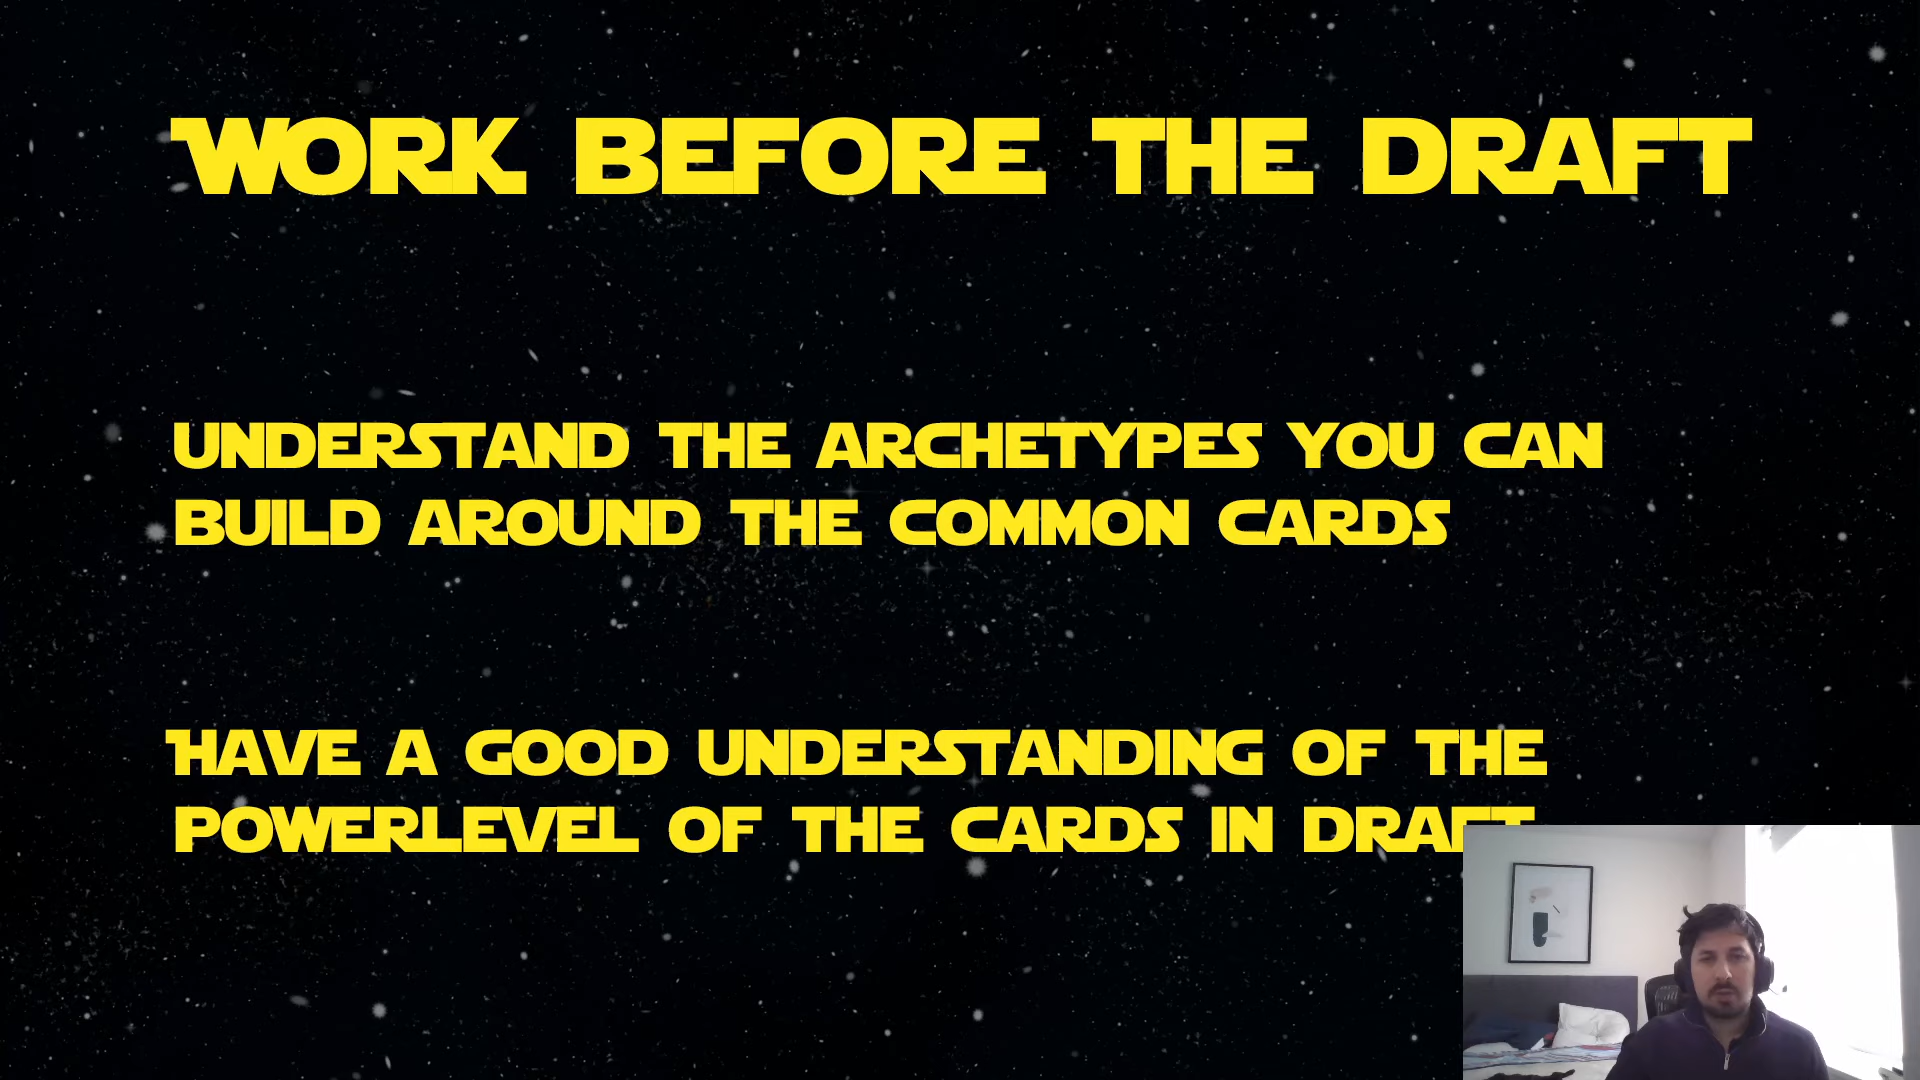 Work before the draft
Understand the archetypes you can
build around the common cards
Have a good understanding of the
powerlevel of the cards in draft